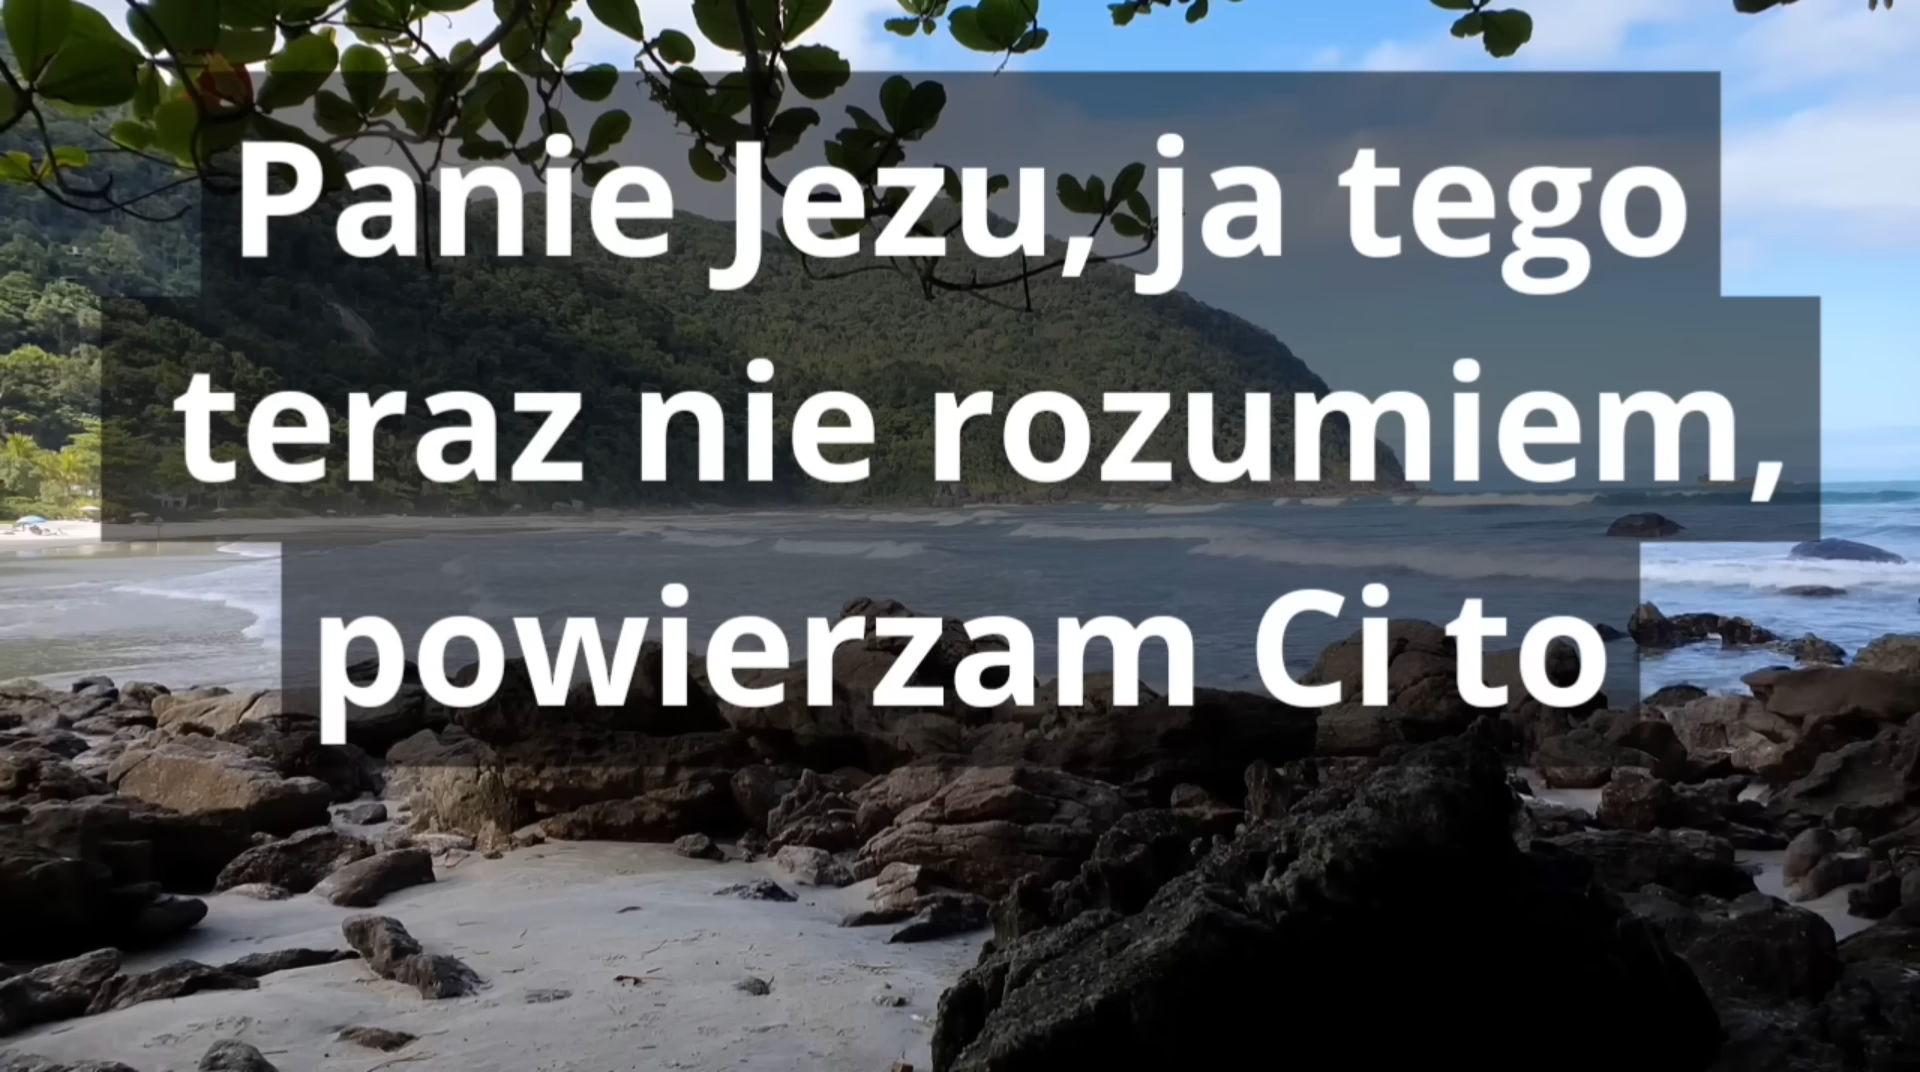 Panie Jezu, ja tego
teraz nie rozumiem,
powierzam Ci to